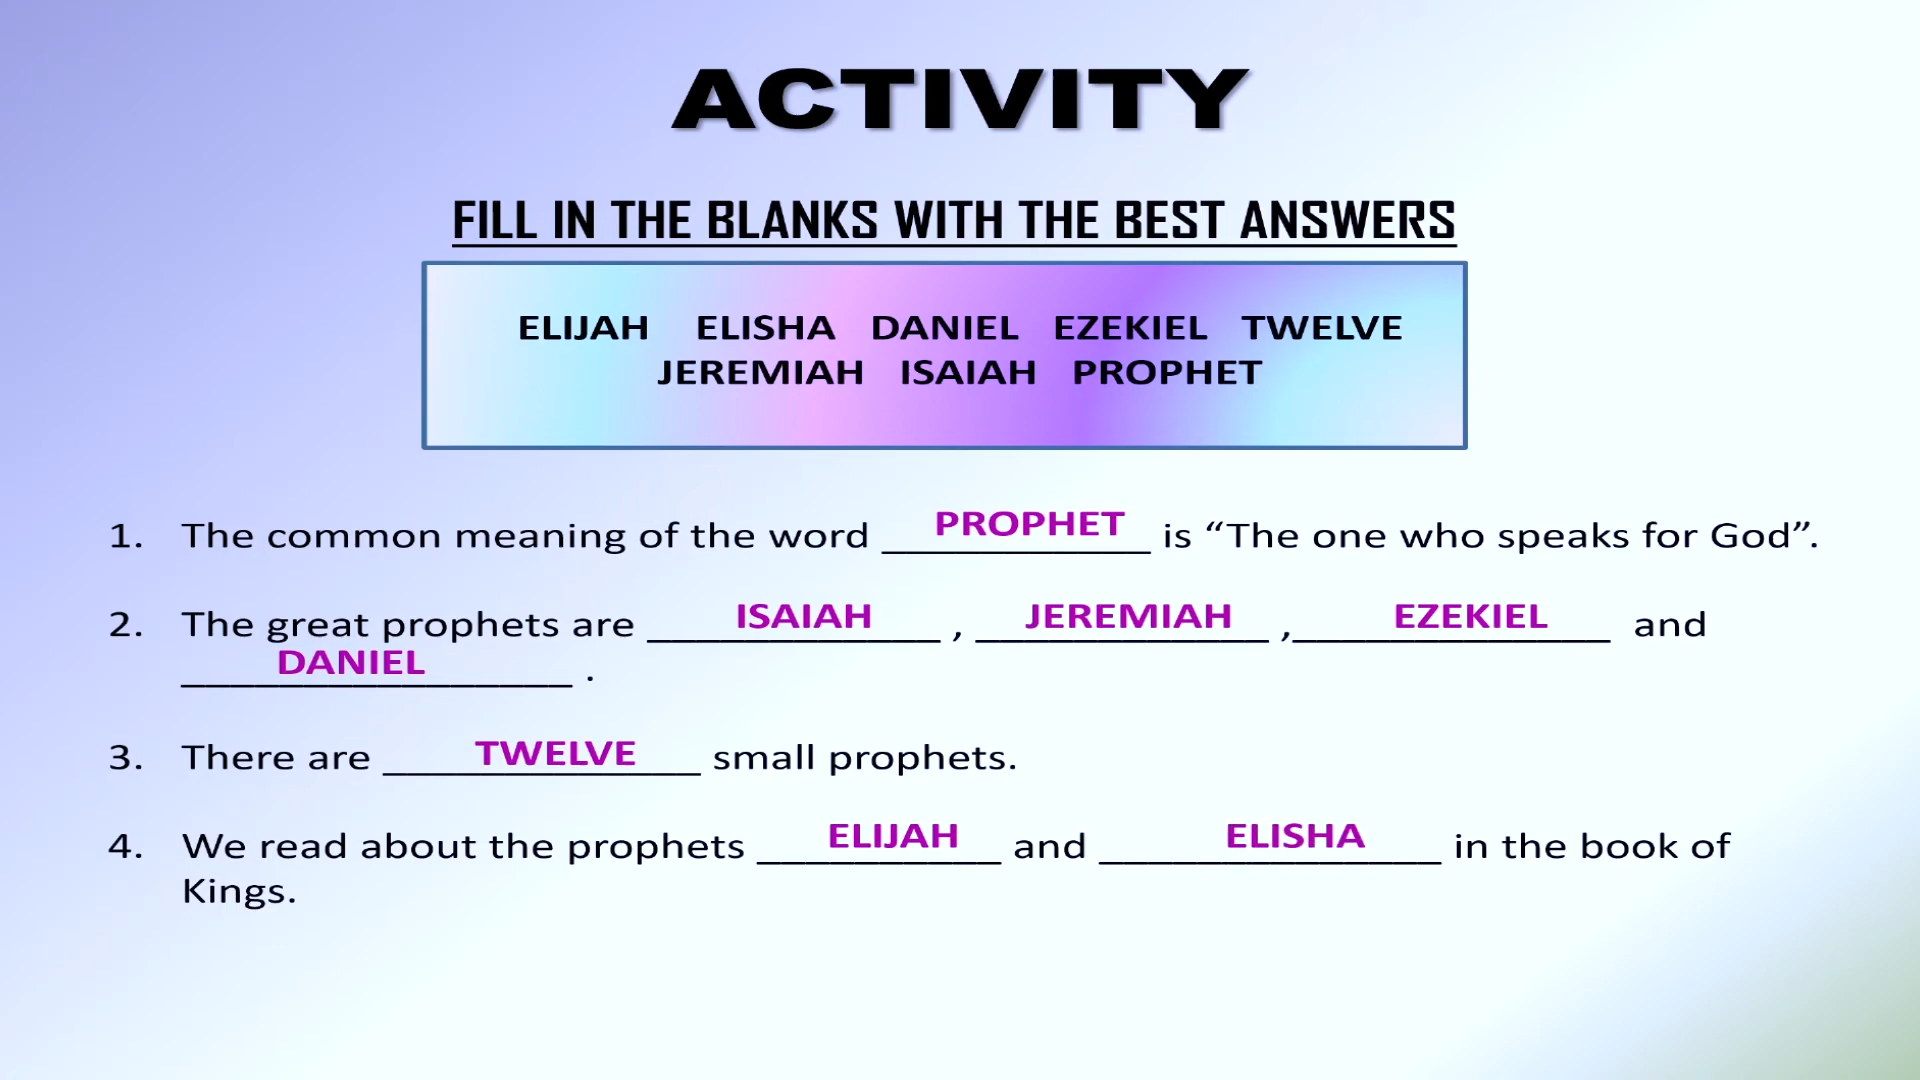 ACTIVITY
FILL IN THE BLANKS WITH THE BEST ANSWERS
ELIJAH ELISHA DANIEL EZEKIEL TWELVE
JEREMIAH ISAIAH PROPHET
1. The common meaning of the word PROPHET is “The one who speaks for God”.
2. The great prophets are ISAIAH , JEREMIAH , EZEKIEL and
DANIEL .
3. There are TWELVE small prophets.
4. We read about the prophets ELIJAH and ELISHA in the book of
Kings.